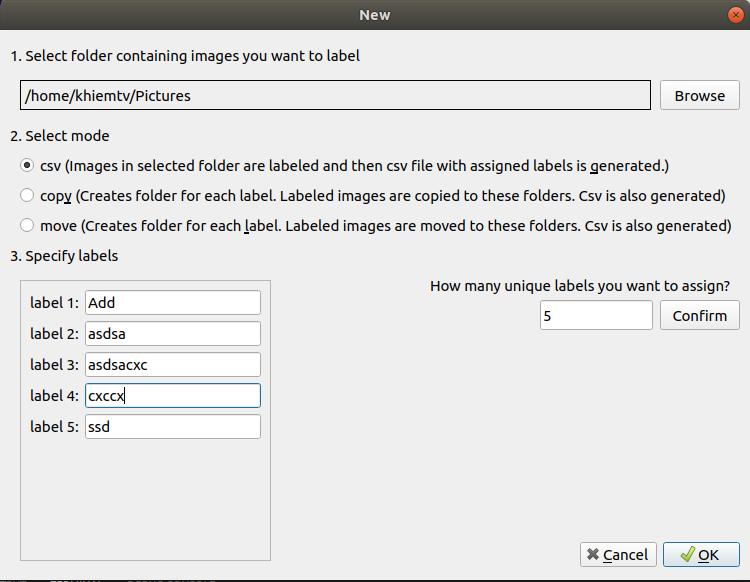 New
1. Select folder containing images you want to label
/home/khiemtv/Pictures
Browse
2. Select mode
csv (Images in selected folder are labeled and then csv file with assigned labels is generated.)
copy (Creates folder for each label. Labeled images are copied to these folders. Csv is also generated)
move (Creates folder for each label. Labeled images are moved to these folders. Csv is also generated)
3. Specify labels
How many unique labels you want to assign?
5
Confirm
label 1: Add
label 2: asdsa
label 3: asdsacxc
label 4: cxccx
label 5: ssd
Cancel
OK